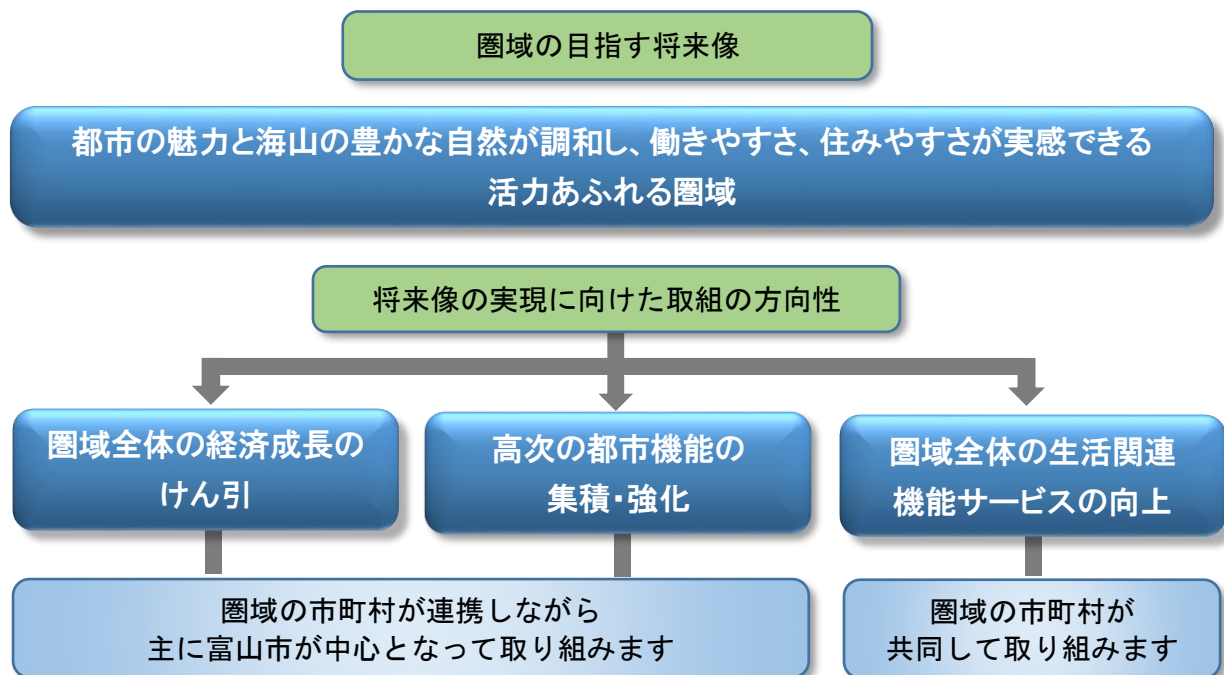 圏域の目指す将来像
都市の魅力と海山の豊かな自然が調和し、働きやすさ、住みやすさが実感できる
活力あふれる圏域
将来像の実現に向けた取組の方向性
圏域全体の経済成長の
けん引
高次の都市機能の
集積・強化
圏域全体の生活関連
機能サービスの向上
圏域の市町村が連携しながら
主に富山市が中心となって取り組みます
圏域の市町村が
共同して取り組みます